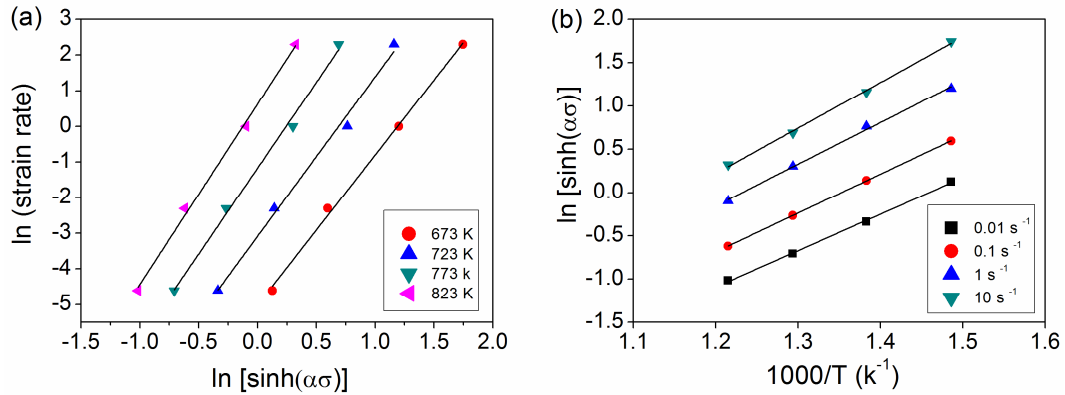 (a)
3
2
1
0
-1
-2
-3
-4
-5
ln (strain rate)
673 K
723 K
773 k
823 K
-1.5 -1.0 -0.5 0.0 0.5 1.0 1.5 2.0
ln [sinh(ασ)]
(b)
2.0
1.5
1.0
0.5
0.0
-0.5
-1.0
-1.5
ln [sinh(ασ)]
0.01 s⁻¹
0.1 s⁻¹
1 s⁻¹
10 s⁻¹
1.1 1.2 1.3 1.4 1.5 1.6
1000/T (k⁻¹)